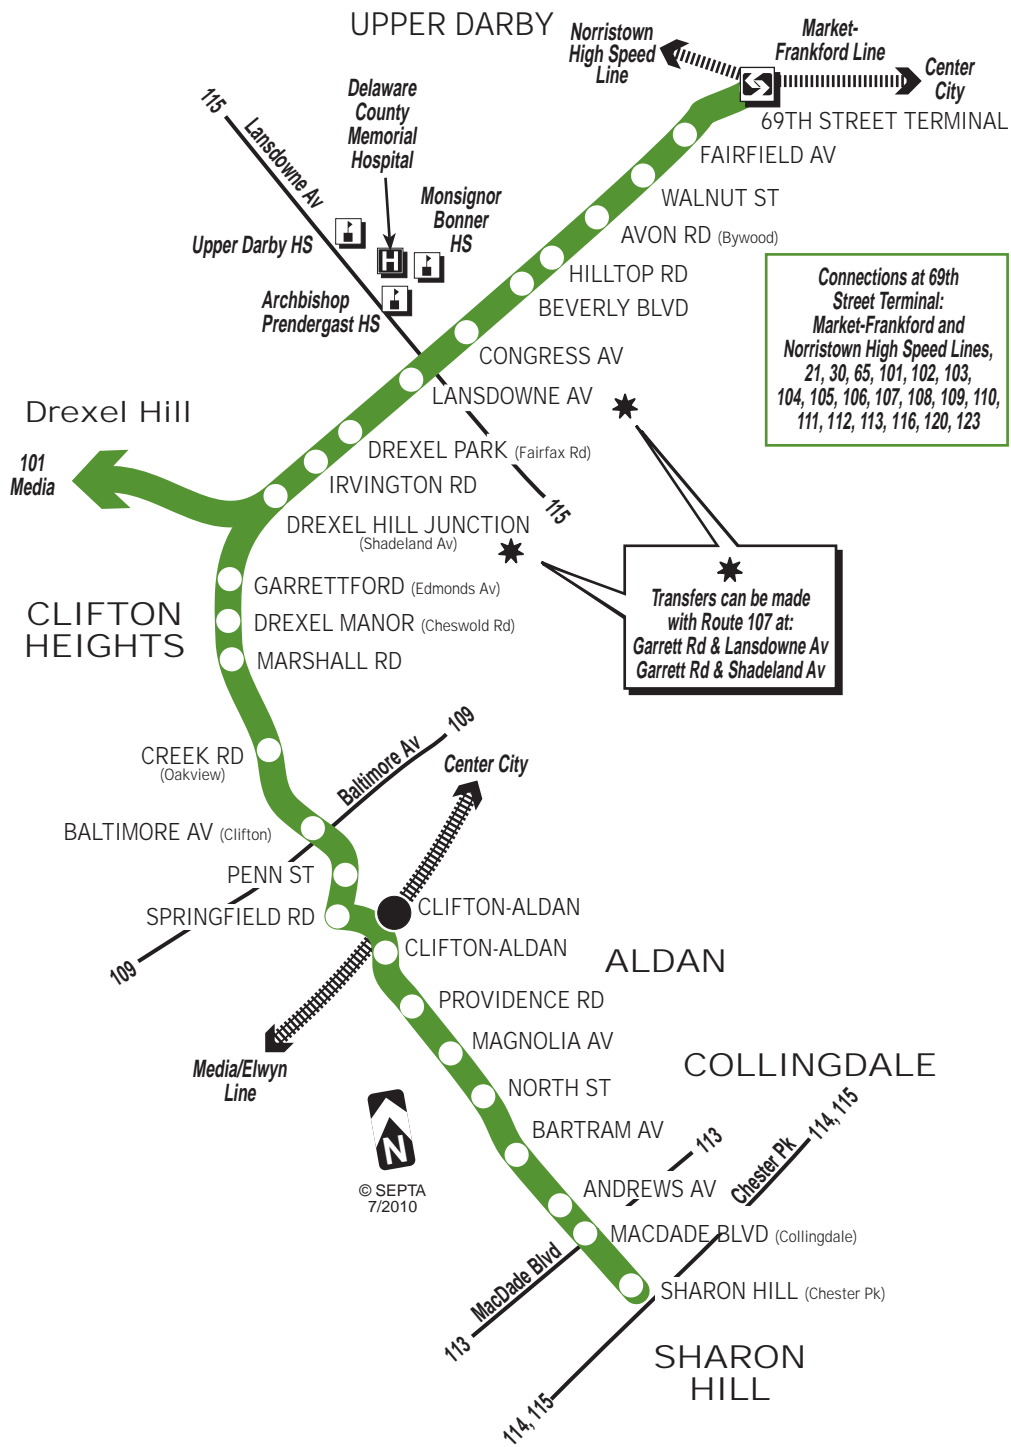 UPPER DARBY
Norristown
High Speed
Line
Market-
Frankford Line
Center
City
69TH STREET TERMINAL
115
Lansdowne Av
Delaware
County
Memorial
Hospital
FAIRFIELD AV
WALNUT ST
Monsignor
Bonner
HS
Upper Darby HS
H
AVON RD (Bywood)
HILLTOP RD
Archbishop
Prendergast HS
BEVERLY BLVD
Connections at 69th
Street Terminal:
Market-Frankford and
Norristown High Speed Lines,
21, 30, 65, 101, 102, 103,
104, 105, 106, 107, 108, 109, 110,
111, 112, 113, 116, 120, 123
CONGRESS AV
LANSDOWNE AV
Drexel Hill
101
Media
DREXEL PARK (Fairfax Rd)
IRVINGTON RD
115
DREXEL HILL JUNCTION
(Shadeland Av)
GARRETTFORD (Edmonds Av)
Transfers can be made
with Route 107 at:
Garrett Rd & Lansdowne Av
Garrett Rd & Shadeland Av
CLIFTON
HEIGHTS
DREXEL MANOR (Cheswold Rd)
MARSHALL RD
109
Baltimore Av
CREEK RD
(Oakview)
Center City
BALTIMORE AV (Clifton)
PENN ST
SPRINGFIELD RD
CLIFTON-ALDAN
CLIFTON-ALDAN
109
ALDAN
PROVIDENCE RD
MAGNOLIA AV
Media/Elwyn
Line
COLLINGDALE
NORTH ST
N
© SEPTA
7/2010
BARTRAM AV
113
114, 115
Chester Pk
ANDREWS AV
MACDADE BLVD (Collingdale)
MacDade Blvd
113
SHARON HILL (Chester Pk)
SHARON
HILL
114, 115